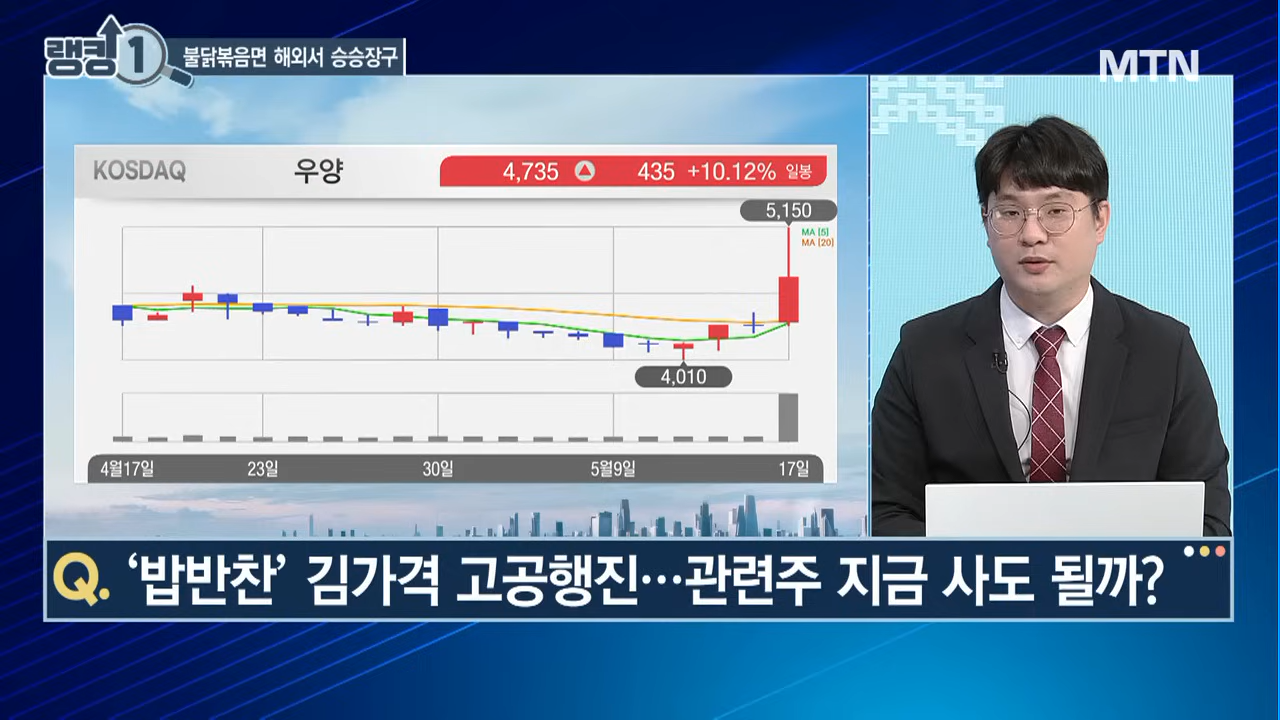 랭킹 1
불닭볶음면 해외서 승승장구
MTN
KOSDAQ 우양 4,735 435 +10.12% 일봉
5,150
MA [5]
MA [20]
4,010
4월17일 23일 30일 5월9일 17일
Q. ‘밥반찬’ 김가격 고공행진…관련주 지금 사도 될까?